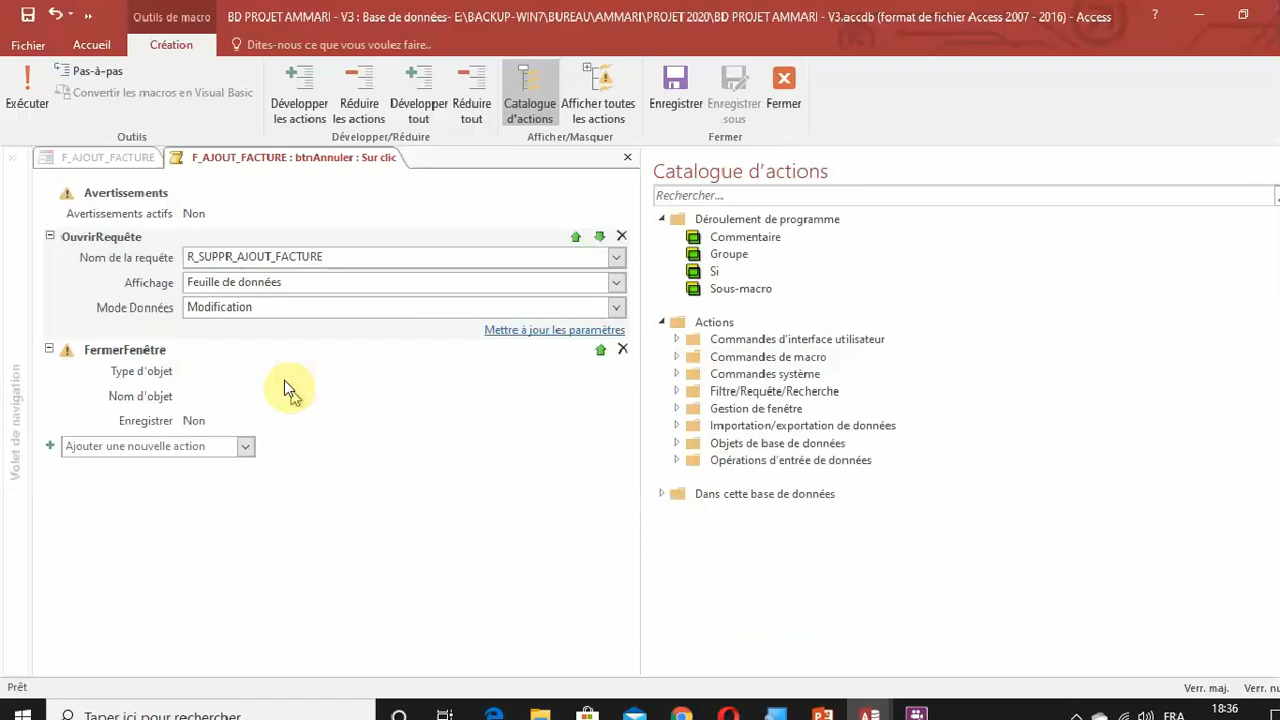 Outils de macro
BD PROJET AMMARI - V3 : Base de données- E:\BACKUP-WIN7\BUREAU\AMMARI\PROJET 2020\BD PROJET AMMARI - V3.accdb (format de fichier Access 2007 - 2016) - Access
?
Fichier
Accueil
Création
Dites-nous ce que vous voulez faire..
Exécuter
Pas-à-pas
Convertir les macros en Visual Basic
Outils
Développer les actions
Réduire les actions
Développer tout
Réduire tout
Développer/Réduire
Catalogue d'actions
Afficher toutes les actions
Afficher/Masquer
Enregistrer
Enregistrer sous
Fermer
Fermer
F_AJOUT_FACTURE
F_AJOUT_FACTURE : btnAnnuler : Sur clic
Volet de navigation
Avertissements
Avertissements actifs Non
OuvrirRequête
Nom de la requête R_SUPPR_AJOUT_FACTURE
Affichage Feuille de données
Mode Données Modification
Mettre à jour les paramètres
FermerFenêtre
Type d'objet
Nom d'objet
Enregistrer Non
Ajouter une nouvelle action
Catalogue d'actions
Rechercher...
Déroulement de programme
Commentaire
Groupe
Si
Sous-macro
Actions
Commandes d'interface utilisateur
Commandes de macro
Commandes système
Filtre/Requête/Recherche
Gestion de fenêtre
Importation/exportation de données
Objets de base de données
Opérations d'entrée de données
Dans cette base de données
Prêt
Verr. maj.
Verr. nu
Taper ici pour rechercher
FRA
18:36